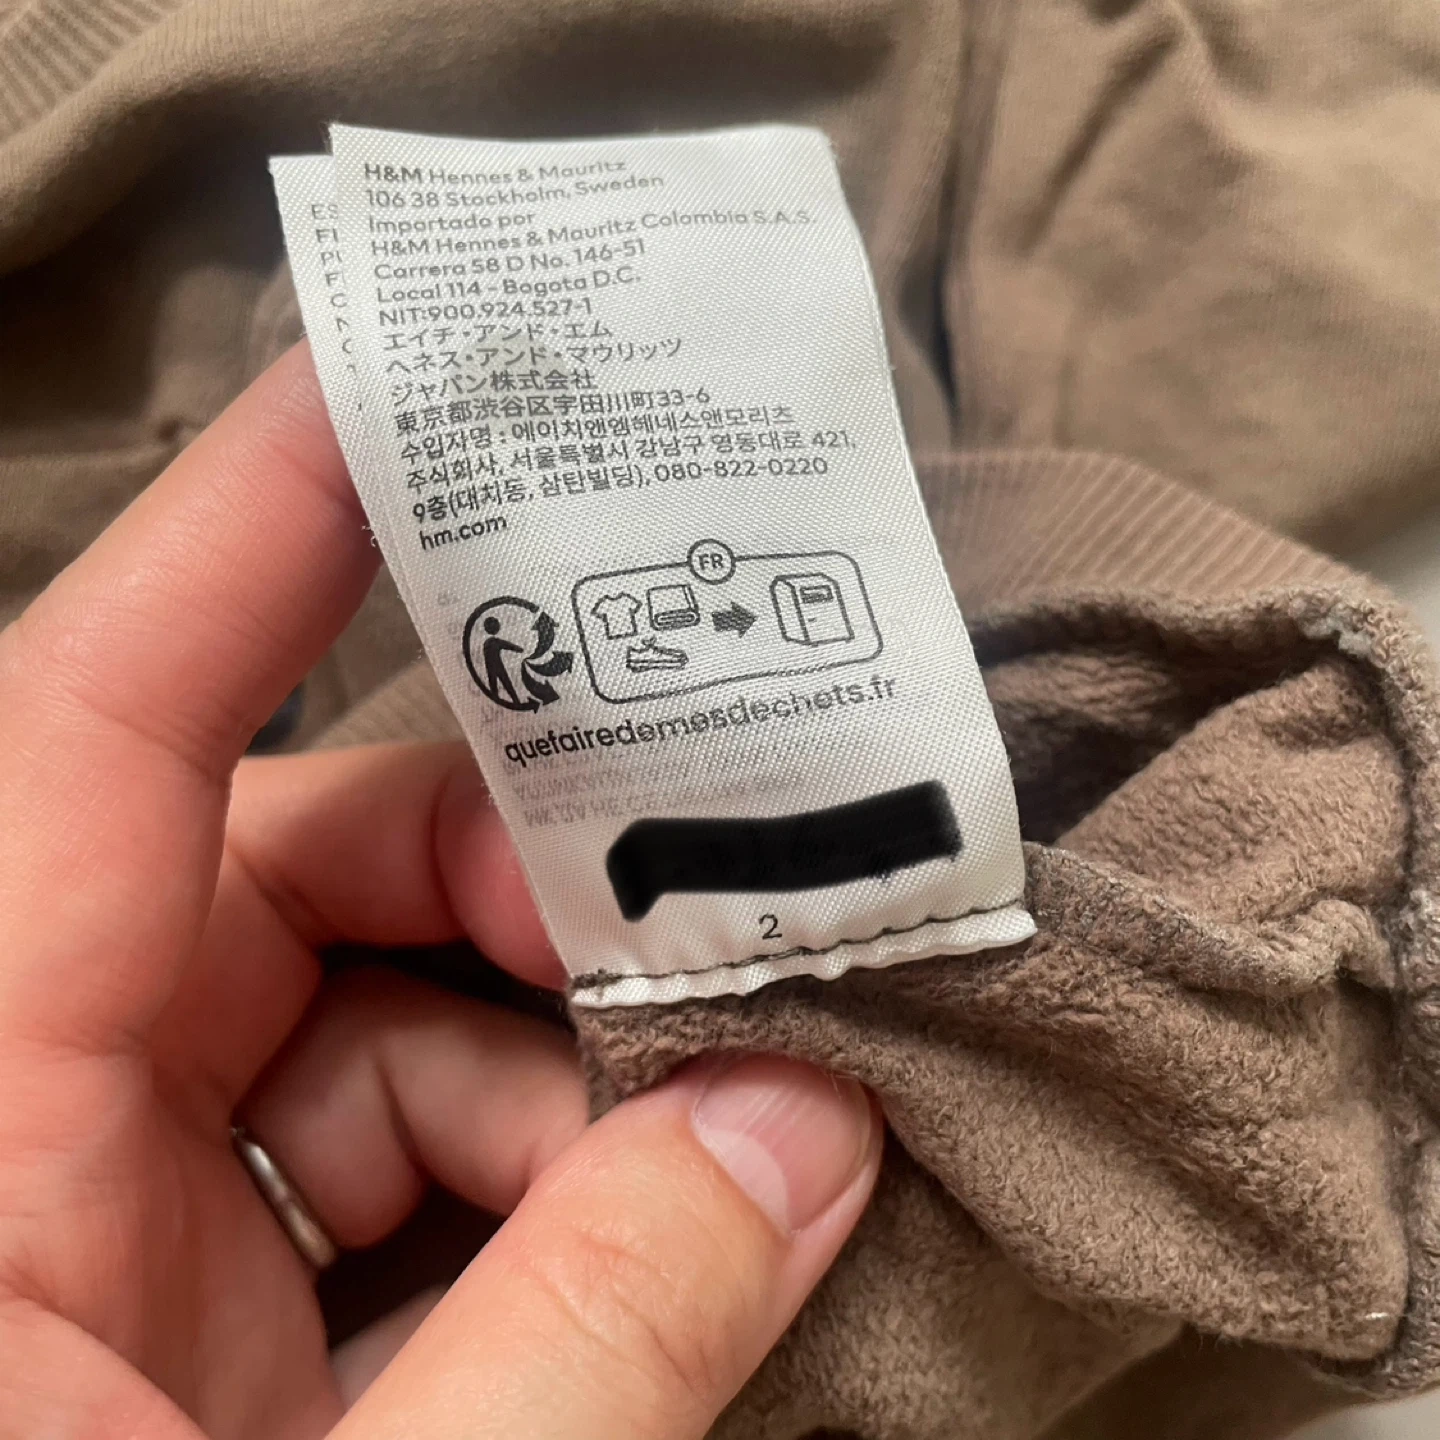 H&M Hennes & Mauritz
106 38 Stockholm, Sweden
Importado por
H&M Hennes & Mauritz Colombia S.A.S.
Carrera 58 D No. 146-51
Local 114 - Bogota D.C.
NIT:900.924.527-1
エイチ・アンド・エム
ヘネス・アンド・マウリッツ
ジャパン株式会社
東京都渋谷区宇田川町33-6
수입자명 : 에이치앤엠헤네스앤모리츠
주식회사, 서울특별시 강남구 영동대로 421,
9층(대치동, 삼탄빌딩), 080-822-0220
hm.com
FR
quefairedemesdechets.fr
2